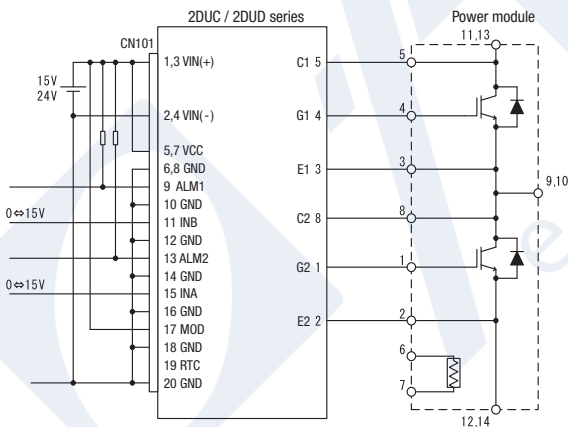 2DUC / 2DUD series
Power module
CN101
11,13
1,3 VIN(+)
C1 5
5
15V
24V
2,4 VIN(-)
G1 4
4
5,7 VCC
6,8 GND
E1 3
3
9 ALM1
9,10
10 GND
0⇔15V
11 INB
C2 8
8
12 GND
13 ALM2
G2 1
1
14 GND
0⇔15V
15 INA
16 GND
E2 2
2
17 MOD
18 GND
6
19 RTC
20 GND
7
12,14